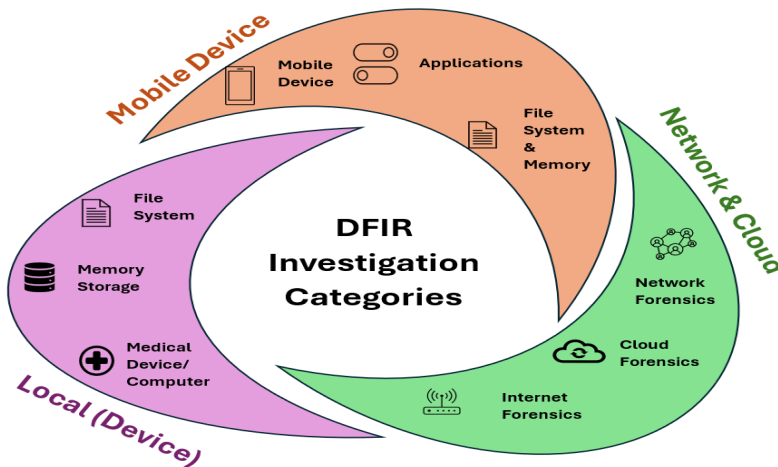 Mobile Device
Mobile
Device
Applications
File
System
&
Memory
Network & Cloud
Network
Forensics
Cloud
Forensics
Internet
Forensics
File
System
Memory
Storage
Medical
Device/
Computer
Local (Device)
DFIR
Investigation
Categories